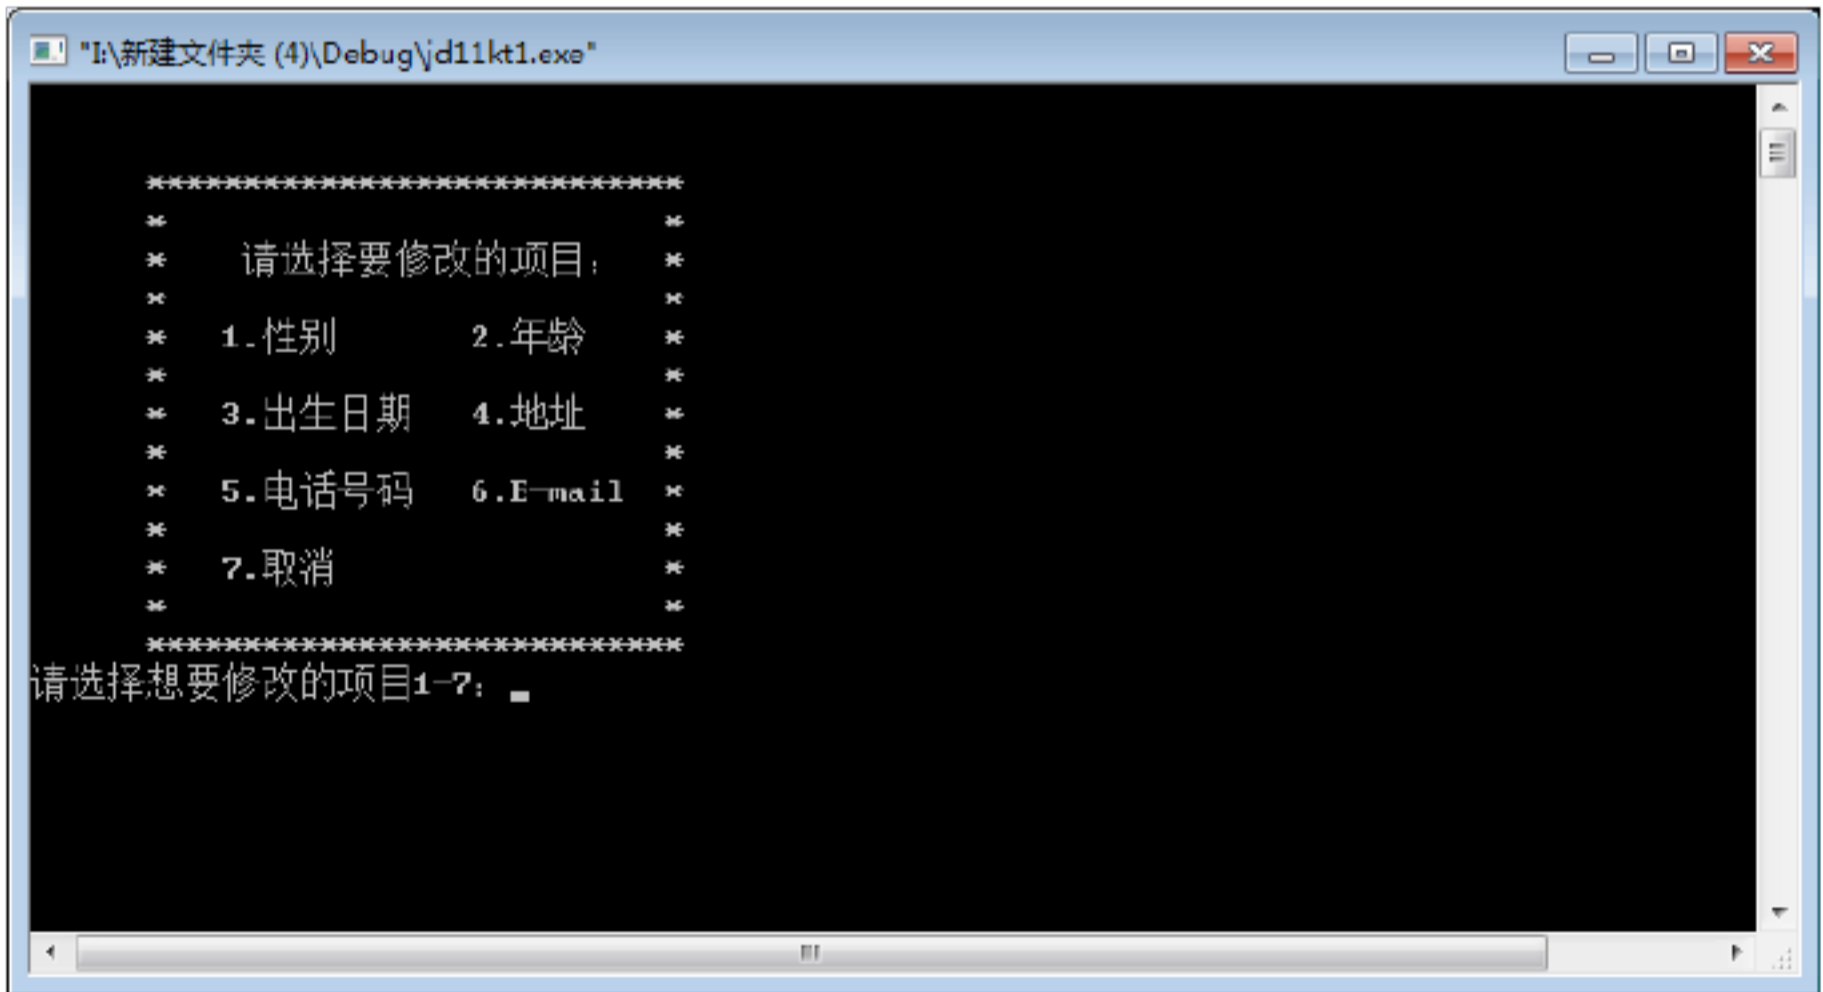 "I:\新建文件夹 (4)\Debug\jd11kt1.exe"
****************************
* *
* 请选择要修改的项目: *
* *
* 1.性别 2.年龄 *
* *
* 3.出生日期 4.地址 *
* *
* 5.电话号码 6.E-mail *
* *
* 7.取消 *
* *
****************************
请选择想要修改的项目1-7: _